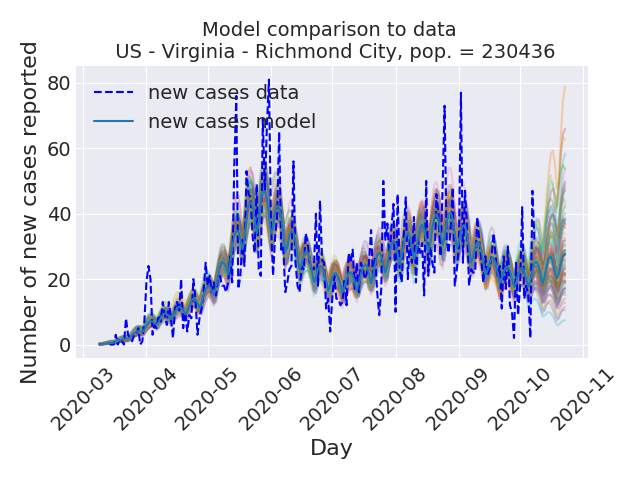 Model comparison to data
US - Virginia - Richmond City, pop. = 230436
Number of new cases reported
80
60
40
20
0
new cases data
new cases model
2020-03
2020-04
2020-05
2020-06
2020-07
2020-08
2020-09
2020-10
2020-11
Day